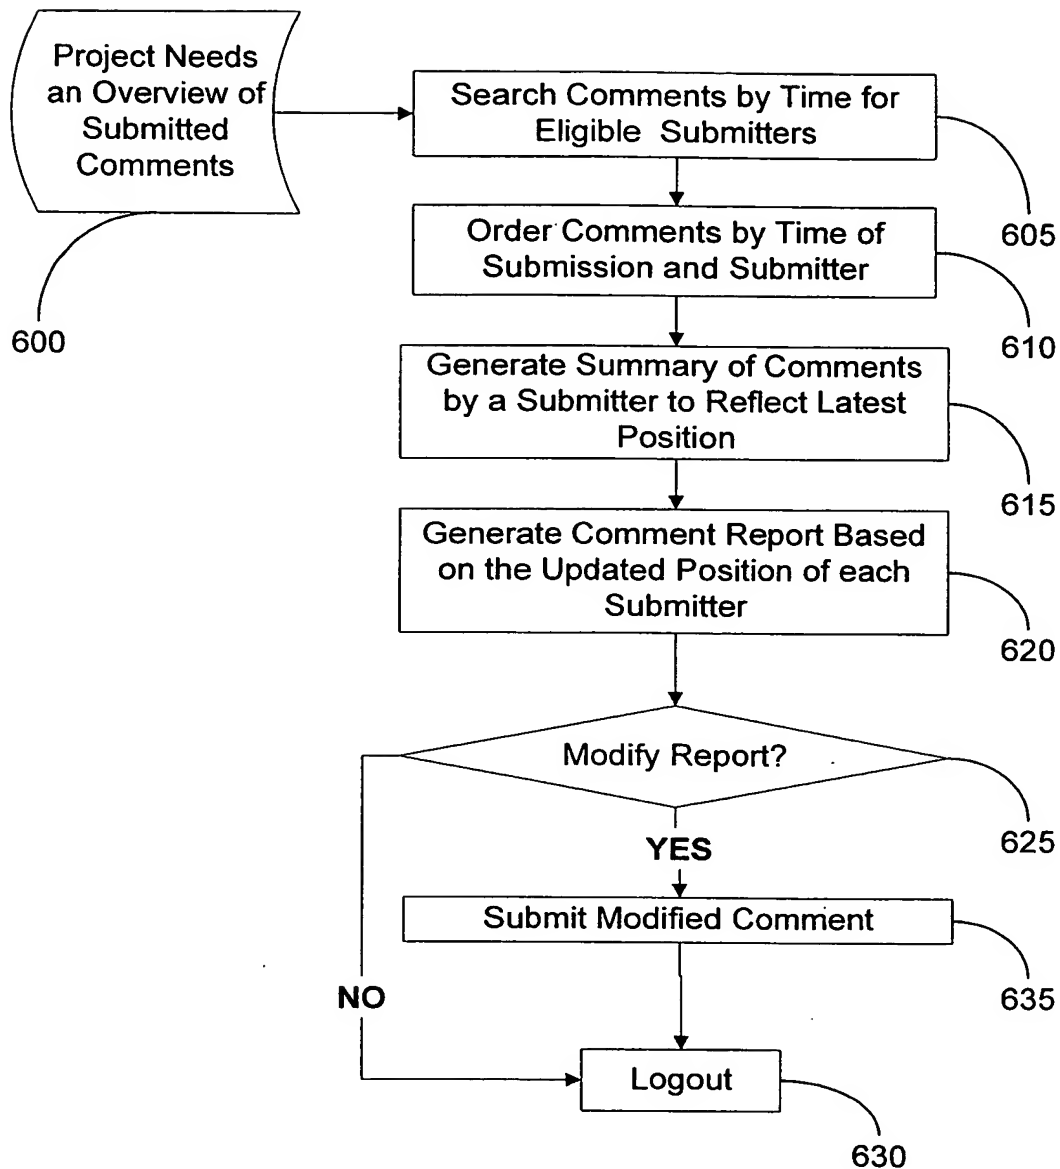 Project Needs
an Overview of
Submitted
Comments
600
Search Comments by Time for
Eligible Submitters
605
Order Comments by Time of
Submission and Submitter
610
Generate Summary of Comments
by a Submitter to Reflect Latest
Position
615
Generate Comment Report Based
on the Updated Position of each
Submitter
620
Modify Report?
625
YES
Submit Modified Comment
635
NO
Logout
630